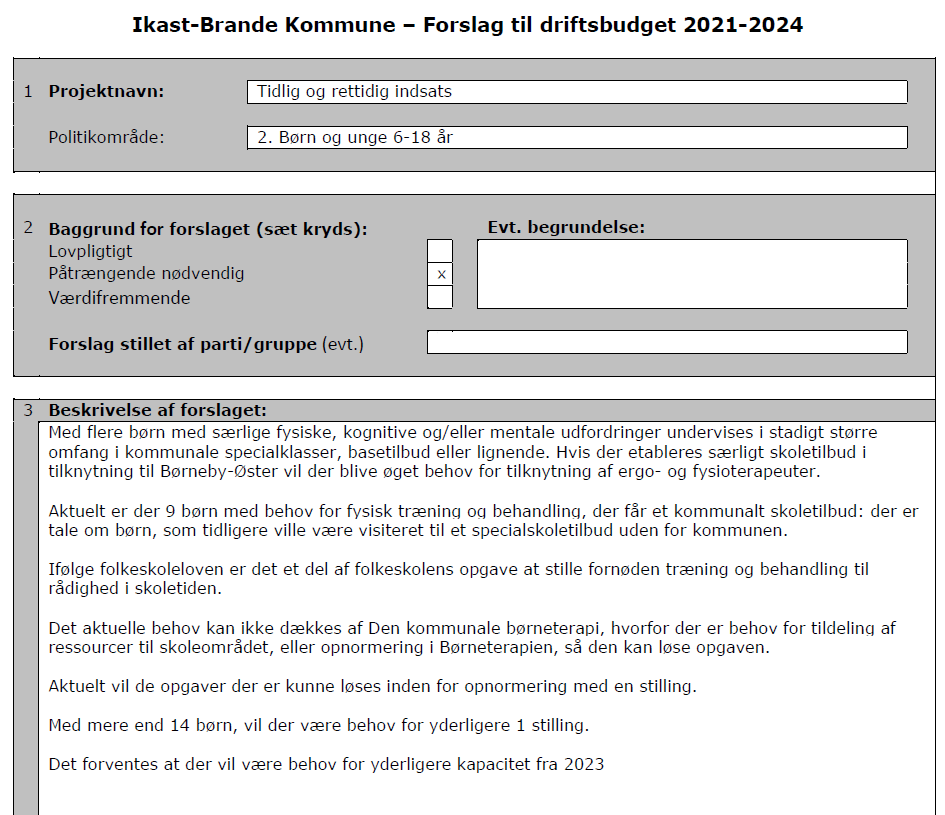 Ikast-Brande Kommune – Forslag til driftsbudget 2021-2024
1 Projektnavn: Tidlig og rettidig indsats
Politikområde: 2. Børn og unge 6-18 år
2 Baggrund for forslaget (sæt kryds): Evt. begrundelse:
Lovpligtigt
Påtrængende nødvendig x
Værdifremmende
Forslag stillet af parti/gruppe (evt.)
3 Beskrivelse af forslaget:
Med flere børn med særlige fysiske, kognitive og/eller mentale udfordringer undervises i stadigt større
omfang i kommunale specialklasser, basetilbud eller lignende. Hvis der etableres særligt skoletilbud i
tilknytning til Børneby-Øster vil der blive øget behov for tilknytning af ergo- og fysioterapeuter.
Aktuelt er der 9 børn med behov for fysisk træning og behandling, der får et kommunalt skoletilbud: der er
tale om børn, som tidligere ville være visiteret til et specialskoletilbud uden for kommunen.
Ifølge folkeskoleloven er det et del af folkeskolens opgave at stille fornøden træning og behandling til
rådighed i skoletiden.
Det aktuelle behov kan ikke dækkes af Den kommunale børneterapi, hvorfor der er behov for tildeling af
ressourcer til skoleområdet, eller opnormering i Børneterapien, så den kan løse opgaven.
Aktuelt vil de opgaver der er kunne løses inden for opnormering med en stilling.
Med mere end 14 børn, vil der være behov for yderligere 1 stilling.
Det forventes at der vil være behov for yderligere kapacitet fra 2023